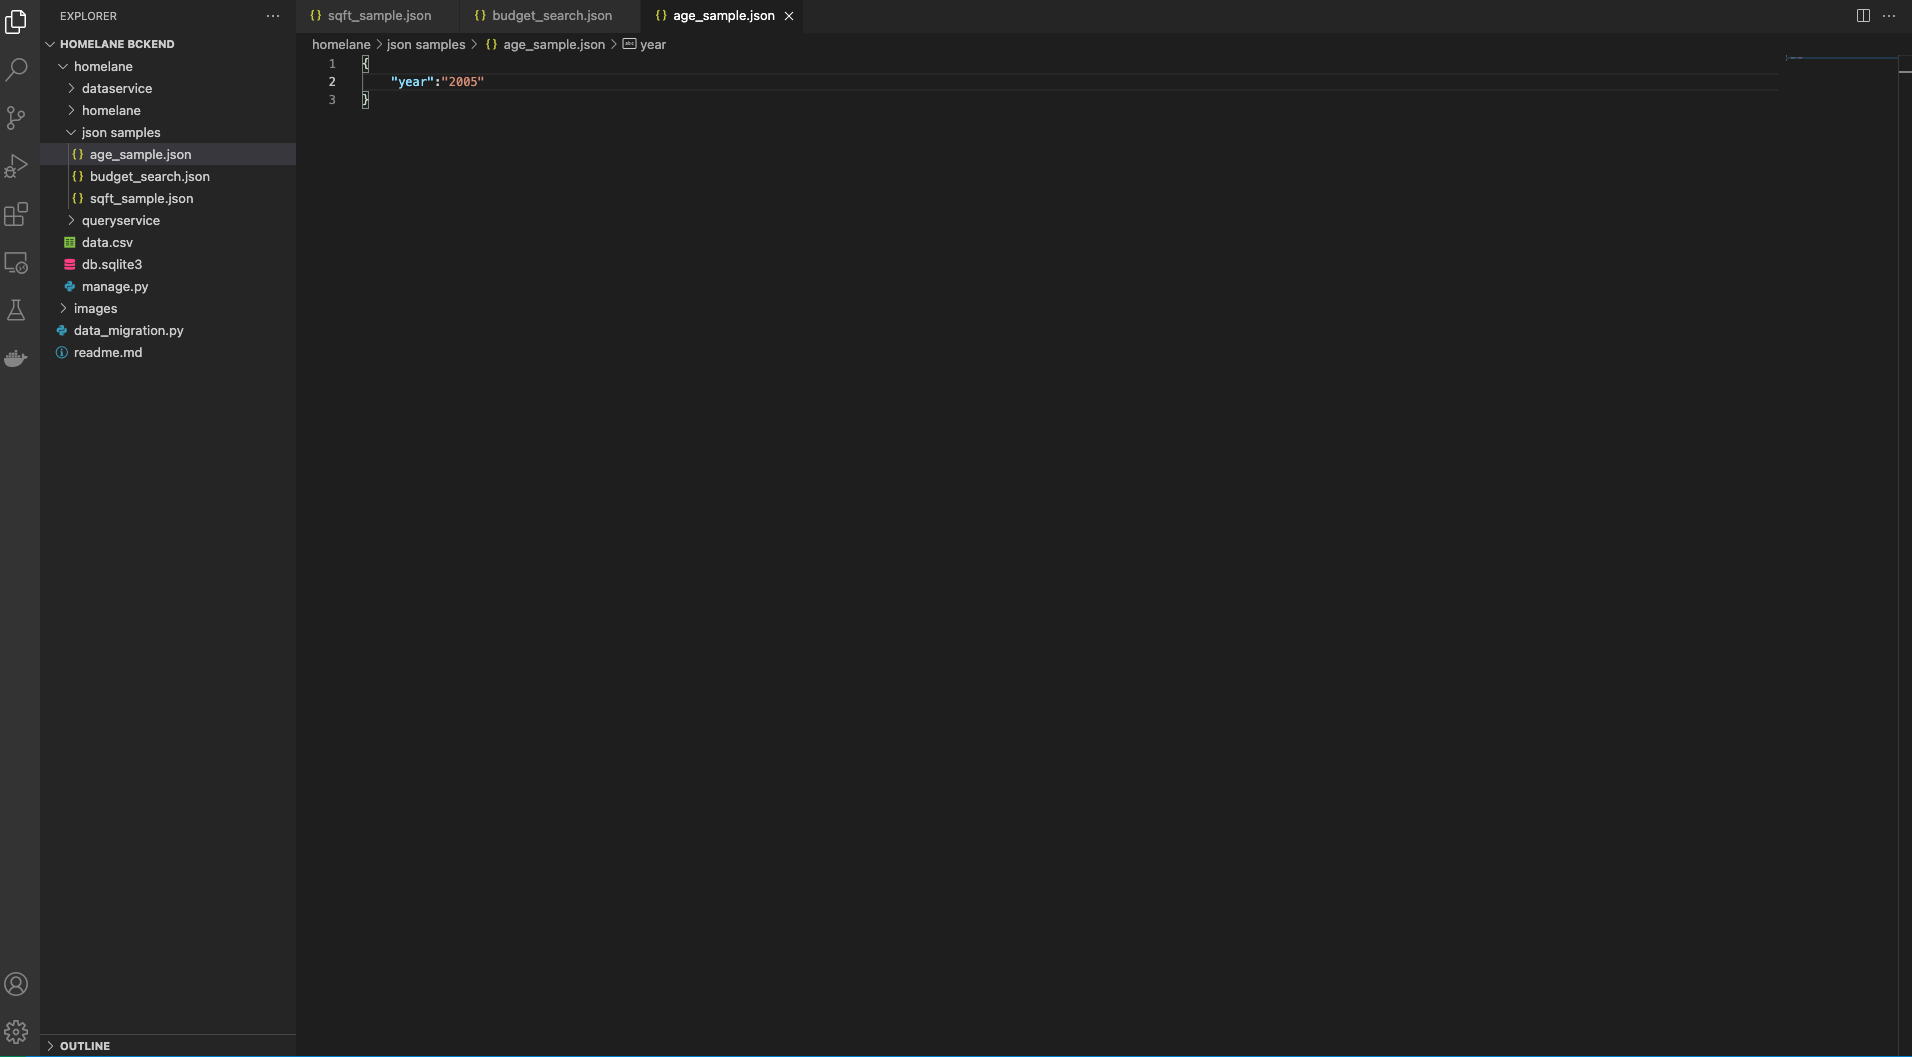 EXPLORER
HOMELANE BCKEND
homelane
dataservice
homelane
json samples
{} age_sample.json
{} budget_search.json
{} sqft_sample.json
queryservice
data.csv
db.sqlite3
manage.py
images
data_migration.py
readme.md
OUTLINE
{} sqft_sample.json {} budget_search.json {} age_sample.json
homelane > json samples > {} age_sample.json > abc year
1 {
2 "year":"2005"
3 }